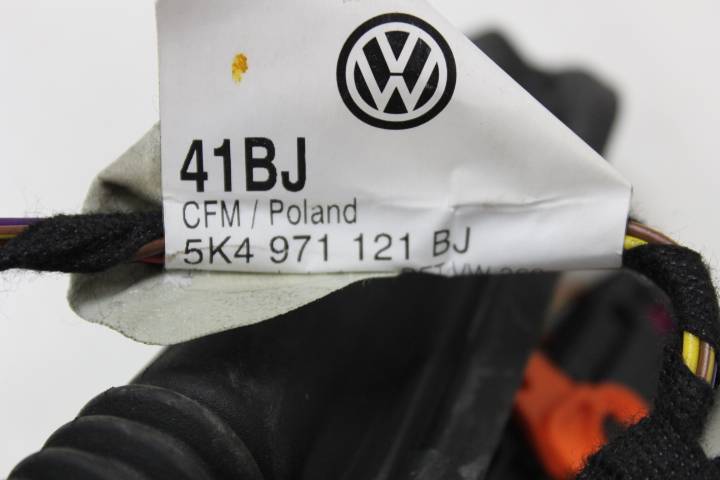 VW
41BJ
CFM / Poland
5K4 971 121 BJ